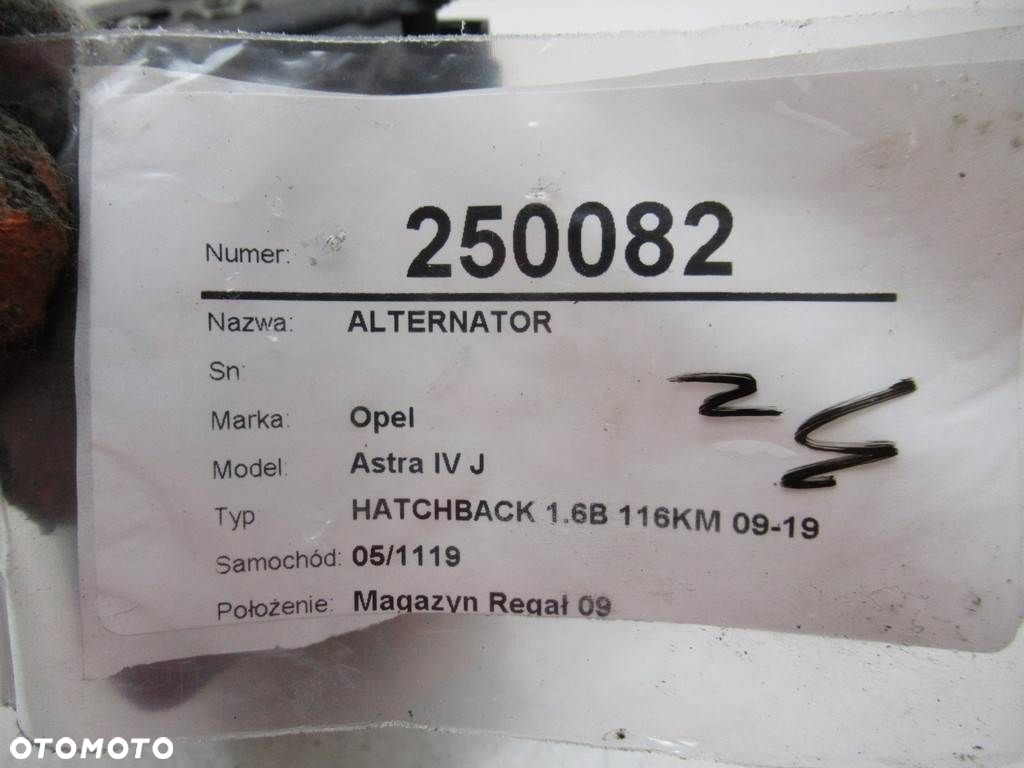 Numer: 250082
Nazwa: ALTERNATOR
Sn:
Marka: Opel
Model: Astra IV J
Typ HATCHBACK 1.6B 116KM 09-19
Samochód: 05/1119
Położenie: Magazyn Regał 09
OTOMOTO